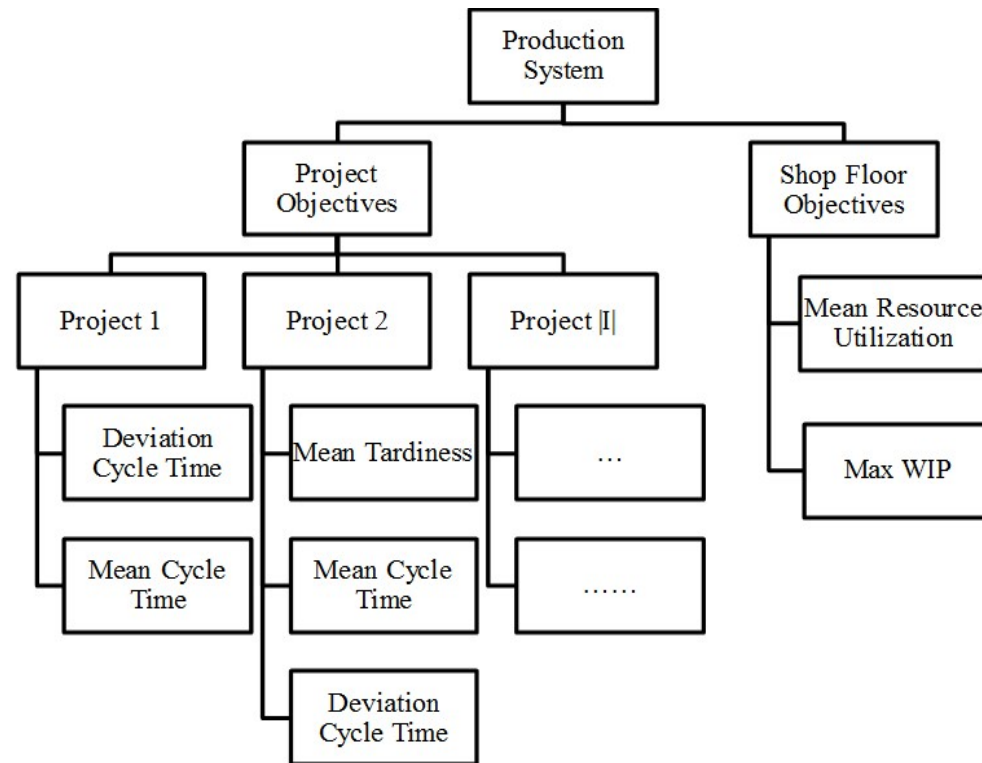 Production
System
Project
Objectives
Shop Floor
Objectives
Project 1
Project 2
Project |I|
Mean Resource
Utilization
Deviation
Cycle Time
Mean Tardiness
…
Max WIP
Mean Cycle
Time
Mean Cycle
Time
……
Deviation
Cycle Time